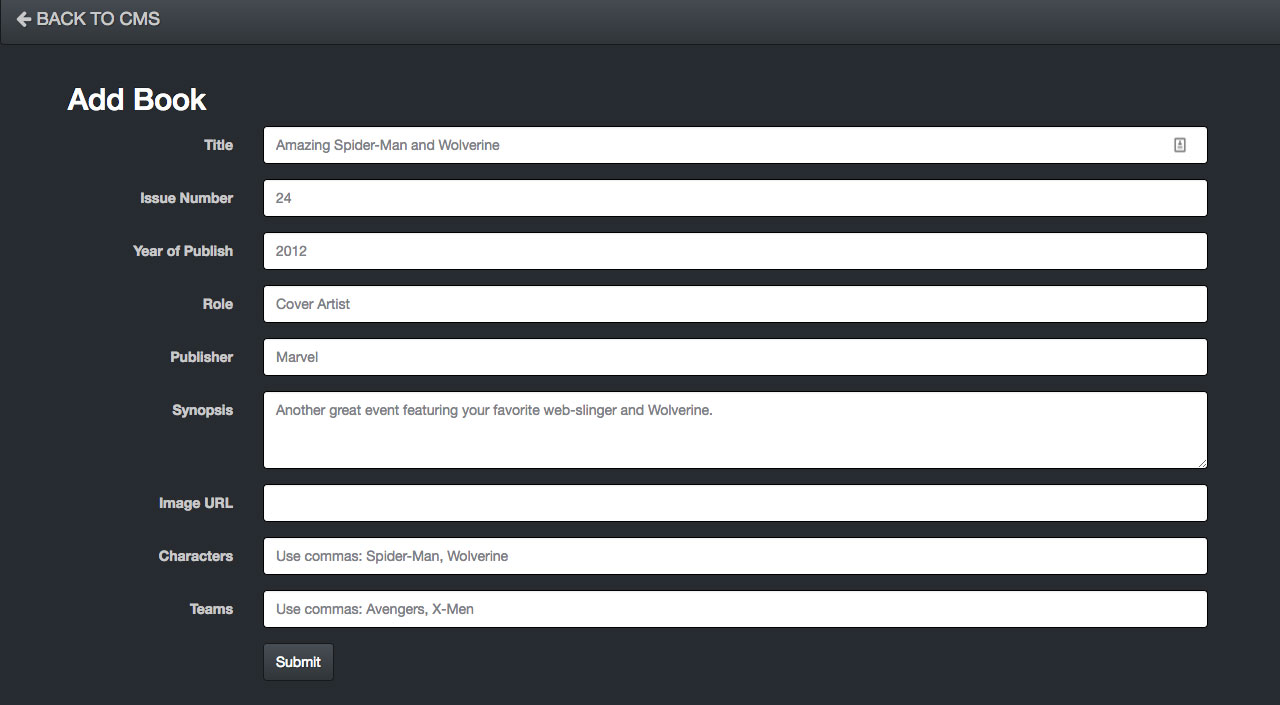 BACK TO CMS
Add Book
Title Amazing Spider-Man and Wolverine
Issue Number 24
Year of Publish 2012
Role Cover Artist
Publisher Marvel
Synopsis Another great event featuring your favorite web-slinger and Wolverine.
Image URL
Characters Use commas: Spider-Man, Wolverine
Teams Use commas: Avengers, X-Men
Submit